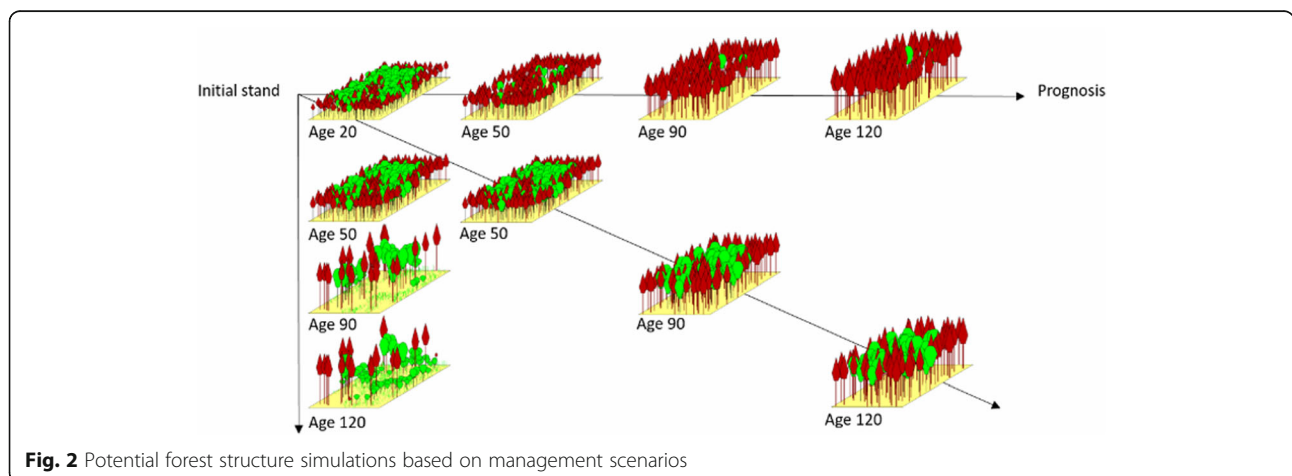 Initial stand
Prognosis
Age 20
Age 50
Age 90
Age 120
Age 50
Age 50
Age 90
Age 90
Age 120
Age 120
Fig. 2 Potential forest structure simulations based on management scenarios